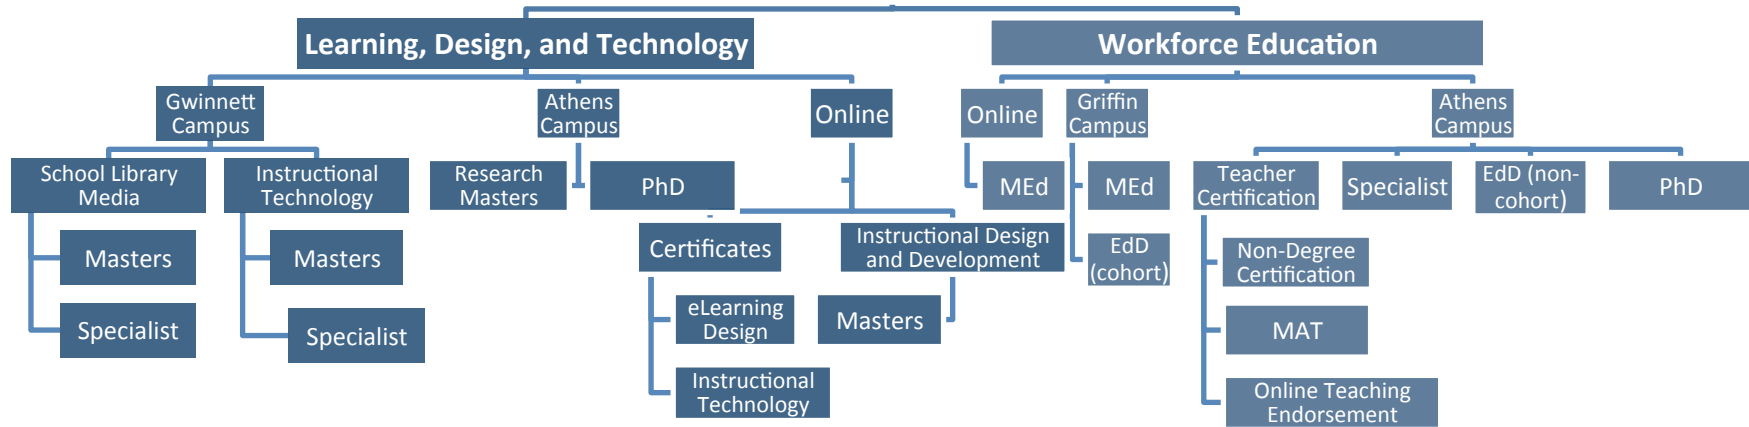 Learning, Design, and Technology
Workforce Education
Gwinnett
Campus
Athens
Campus
Online
Online
Griffin
Campus
Athens
Campus
School Library
Media
Instructional
Technology
Research
Masters
PhD
MEd
MEd
Teacher
Certification
Specialist
EdD (non-
cohort)
PhD
Masters
Masters
Certificates
Instructional Design
and Development
EdD
(cohort)
Non-Degree
Certification
Specialist
Specialist
eLearning
Design
Masters
MAT
Instructional
Technology
Online Teaching
Endorsement